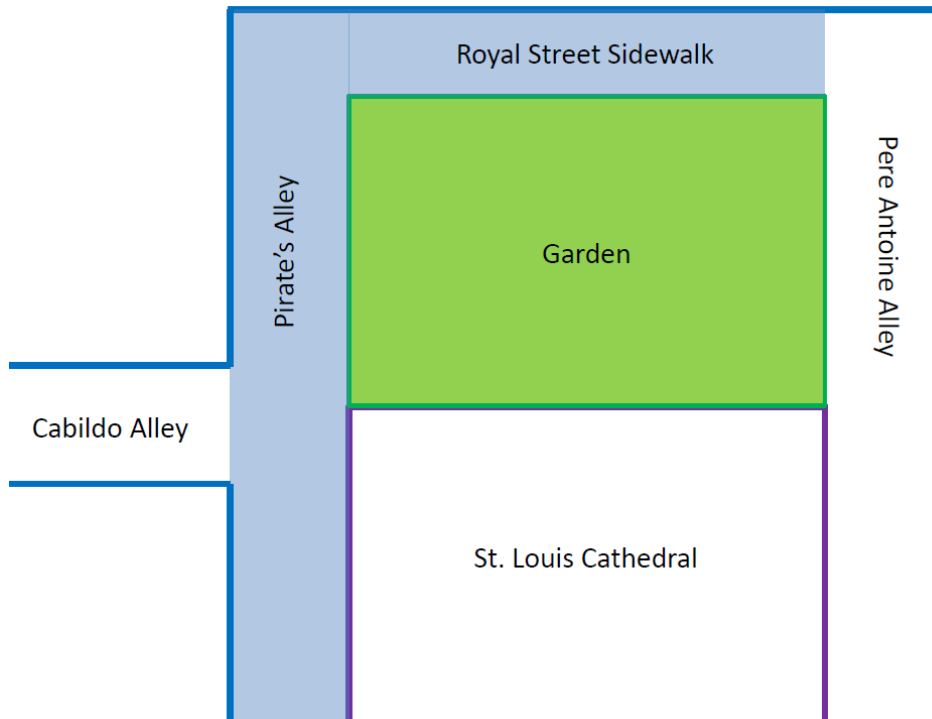 Royal Street Sidewalk
Pirate’s Alley
Garden
Pere Antoine Alley
Cabildo Alley
St. Louis Cathedral